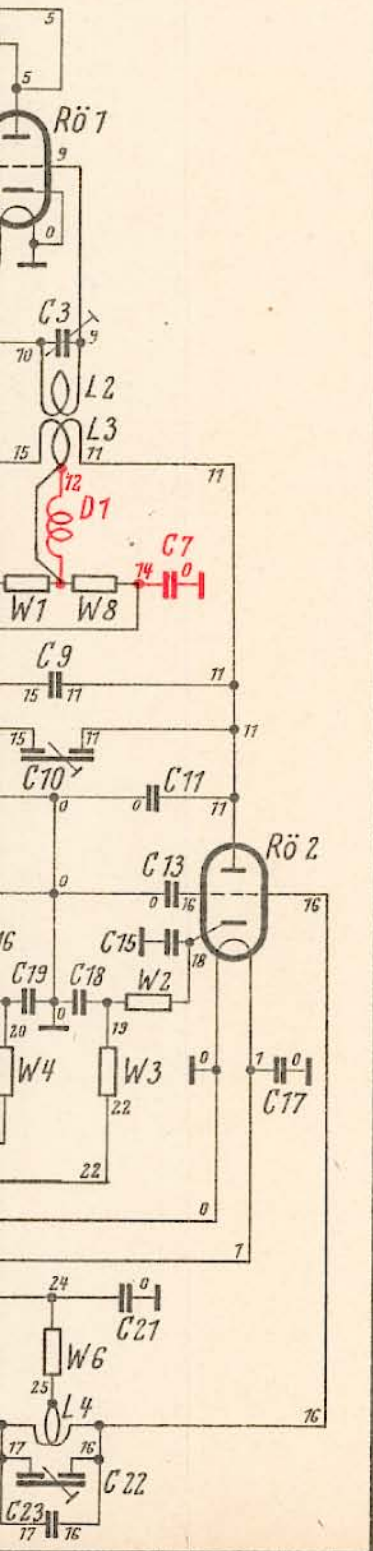 5
5
Rö 1
9
0
C3
10 9
L2
L3
15 11
11
12
D1
C7
14 0
W1 W8
C9
15 11
11
15 11
11
C10
C11
0
0 11
Rö 2
C13
0
0 16
16
16
C15
18
C19 C18
W2
0
20 19
W4 W3
0 1 0
22
C17
22
0
1
24 0
C21
W6
25
L4
16
17 16
C22
C23
17 16